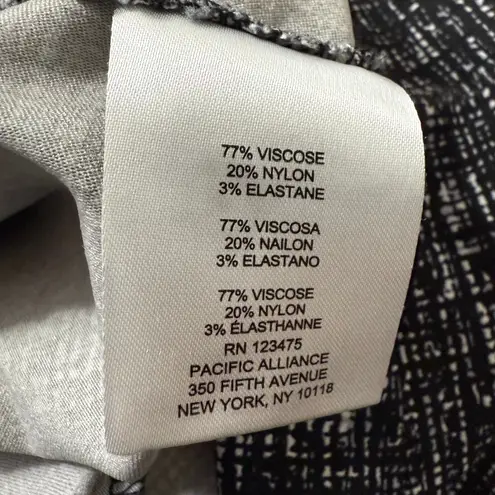 77% VISCOSE
20% NYLON
3% ELASTANE
77% VISCOSA
20% NAILON
3% ELASTANO
77% VISCOSE
20% NYLON
3% ÉLASTHANNE
RN 123475
PACIFIC ALLIANCE
350 FIFTH AVENUE
NEW YORK, NY 10118